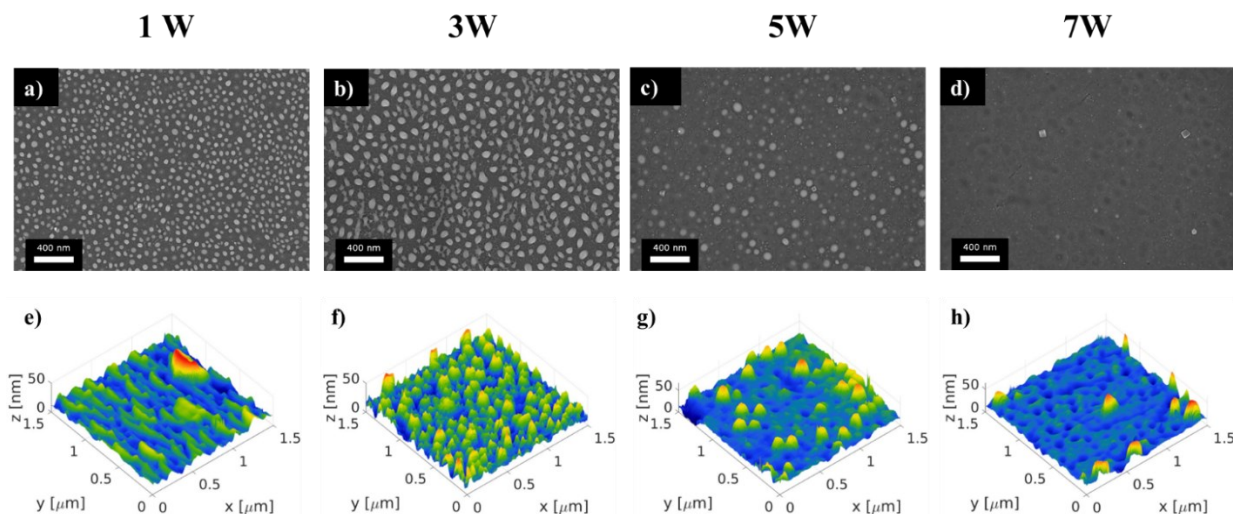 1 W 3W 5W 7W
a) b) c) d)
400 nm 400 nm 400 nm 400 nm
e) f) g) h)
50 50 50 50
z [nm] z [nm] z [nm] z [nm]
0 0 0 0
1.5 1.5 1.5 1.5 1.5 1.5 1.5 1.5
1 1 1 1 1 1 1 1
0.5 0.5 0.5 0.5 0.5 0.5 0.5 0.5
y [μm] 0 0 x [μm] y [μm] 0 0 x [μm] y [μm] 0 0 x [μm] y [μm] 0 0 x [μm]